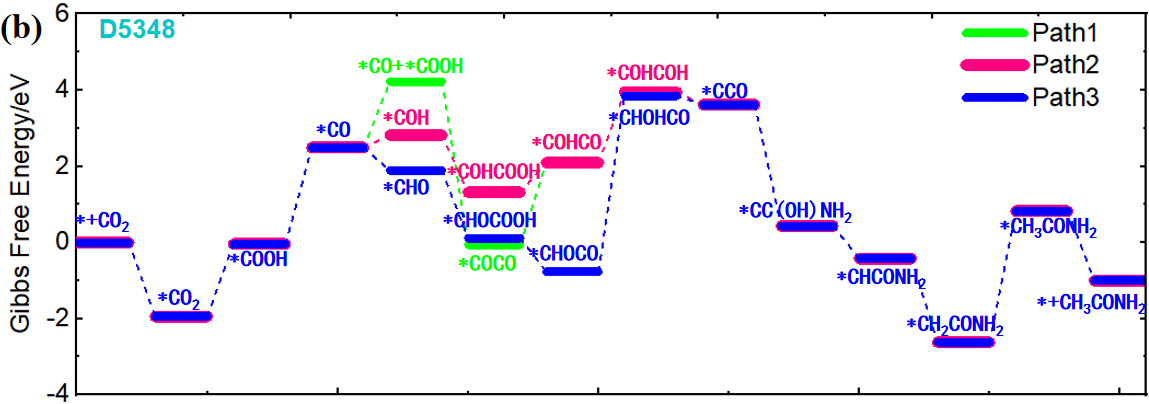 (b)
D5348
Gibbs Free Energy/eV
6
4
2
0
-2
-4
Path1
Path2
Path3
*+CO₂
*CO₂
*COOH
*CO
*CO+*COOH
*COH
*CHO
*COHCOOH
*CHOCOOH
*COCO
*COHCO
*CHOCO
*COHCOH
*CHOHCO
*CCO
*CC(OH)NH₂
*CHCONH₂
*CH₂CONH₂
*CH₃CONH₂
*+CH₃CONH₂